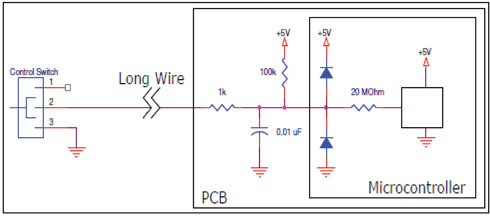 +5V
+5V
+5V
Control Switch
1
2
3
Long Wire
100k
1k
20 MOhm
0.01 uF
PCB
Microcontroller